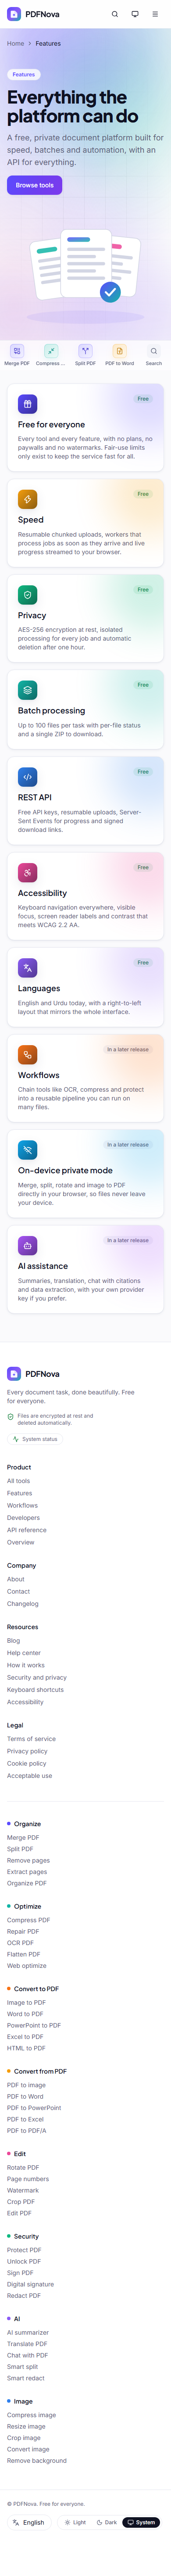 PDFNova
Home > Features
Features
Everything the
platform can do
A free, private document platform built for
speed, batches and automation, with an
API for everything.
Browse tools
Merge PDF
Compress ...
Split PDF
PDF to Word
Search
Free
Free for everyone
Every tool and every feature, with no plans, no
paywalls and no watermarks. Fair-use limits
only exist to keep the service fast for all.
Free
Speed
Resumable chunked uploads, workers that
process jobs as soon as they arrive and live
progress streamed to your browser.
Free
Privacy
AES-256 encryption at rest, isolated
processing for every job and automatic
deletion after one hour.
Free
Batch processing
Up to 100 files per task with per-file status
and a single ZIP to download.
Free
REST API
Free API keys, resumable uploads, Server-
Sent Events for progress and signed
download links.
Free
Accessibility
Keyboard navigation everywhere, visible
focus, screen reader labels and contrast that
meets WCAG 2.2 AA.
Free
Languages
English and Urdu today, with a right-to-left
layout that mirrors the whole interface.
In a later release
Workflows
Chain tools like OCR, compress and protect
into a reusable pipeline you can run on
many files.
In a later release
On-device private mode
Merge, split, rotate and image to PDF
directly in your browser, so files never leave
your device.
In a later release
AI assistance
Summaries, translation, chat with citations
and data extraction, with your own provider
key if you prefer.
PDFNova
Every document task, done beautifully. Free
for everyone.
Files are encrypted at rest and
deleted automatically.
System status
Product
All tools
Features
Workflows
Developers
API reference
Overview
Company
About
Contact
Changelog
Resources
Blog
Help center
How it works
Security and privacy
Keyboard shortcuts
Accessibility
Legal
Terms of service
Privacy policy
Cookie policy
Acceptable use
Organize
Merge PDF
Split PDF
Remove pages
Extract pages
Organize PDF
Optimize
Compress PDF
Repair PDF
OCR PDF
Flatten PDF
Web optimize
Convert to PDF
Image to PDF
Word to PDF
PowerPoint to PDF
Excel to PDF
HTML to PDF
Convert from PDF
PDF to image
PDF to Word
PDF to PowerPoint
PDF to Excel
PDF to PDF/A
Edit
Rotate PDF
Page numbers
Watermark
Crop PDF
Edit PDF
Security
Protect PDF
Unlock PDF
Sign PDF
Digital signature
Redact PDF
AI
AI summarizer
Translate PDF
Chat with PDF
Smart split
Smart redact
Image
Compress image
Resize image
Crop image
Convert image
Remove background
© PDFNova. Free for everyone.
English
Light
Dark
System